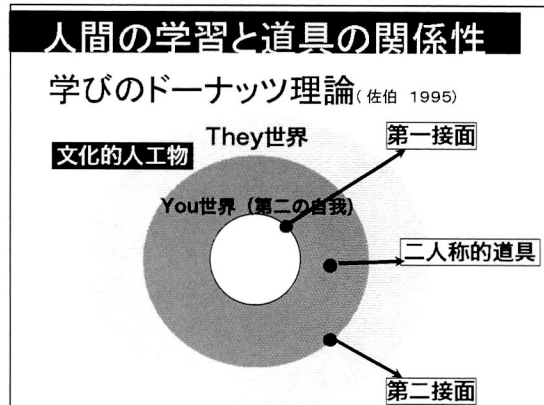 人間の学習と道具の関係性
学びのドーナッツ理論(佐伯 1995)
They世界
第一接面
文化的人工物
You世界(第二の自我)
二人称的道具
第二接面